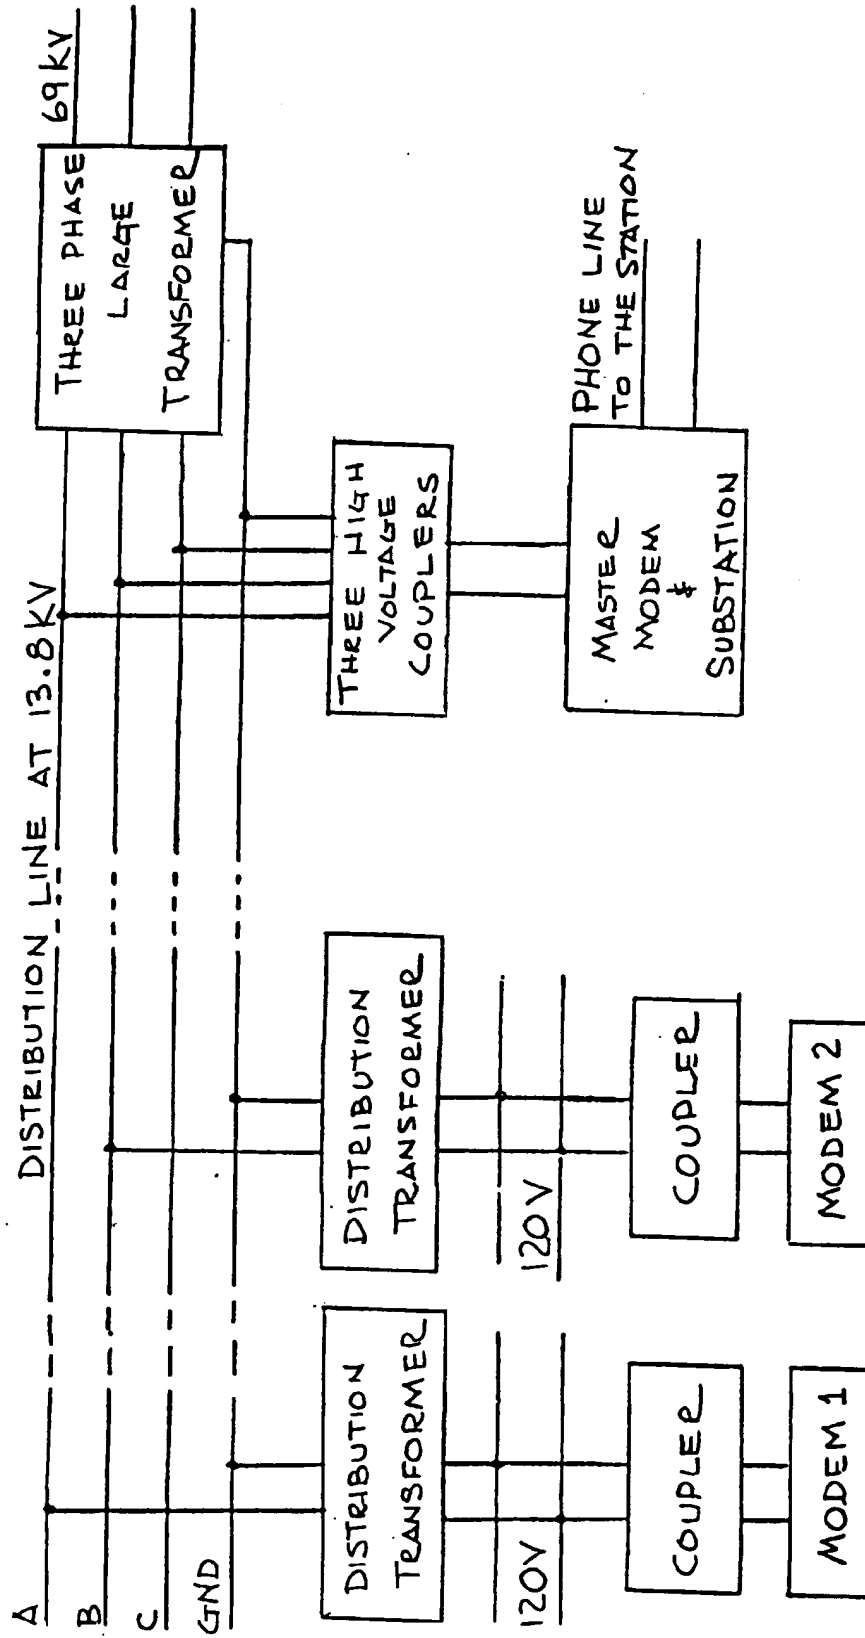 DISTRIBUTION LINE AT 13.8KV
69KV
A
B
C
GND
THREE PHASE
LARGE
TRANSFORMER
DISTRIBUTION
TRANSFORMER
DISTRIBUTION
TRANSFORMER
THREE HIGH
VOLTAGE
COUPLERS
120V
120V
COUPLER
COUPLER
MASTER
MODEM
&
SUBSTATION
PHONE LINE
TO THE STATION
MODEM 1
MODEM 2